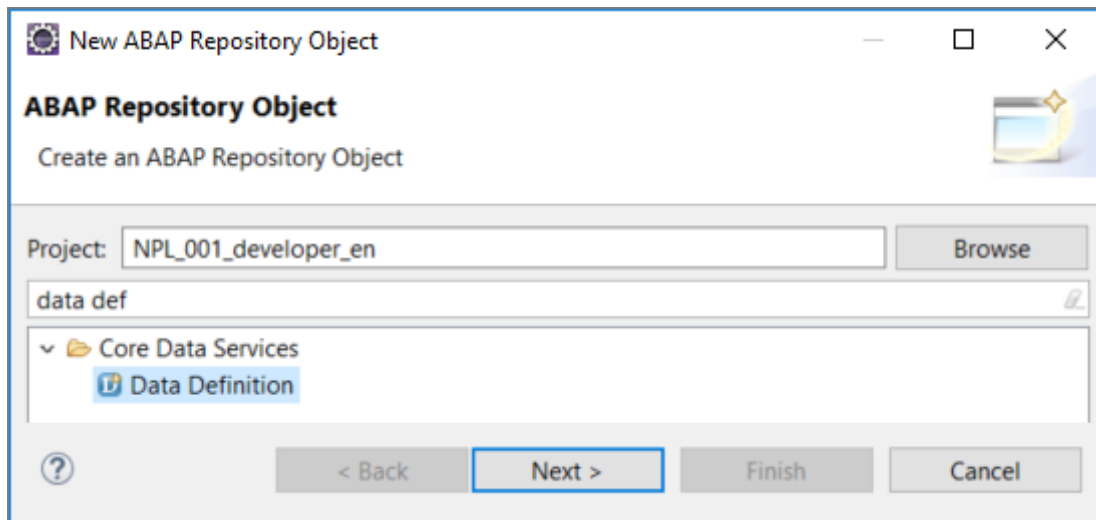 New ABAP Repository Object
ABAP Repository Object
Create an ABAP Repository Object
Project: NPL_001_developer_en Browse
data def
Core Data Services
Data Definition
? < Back Next > Finish Cancel